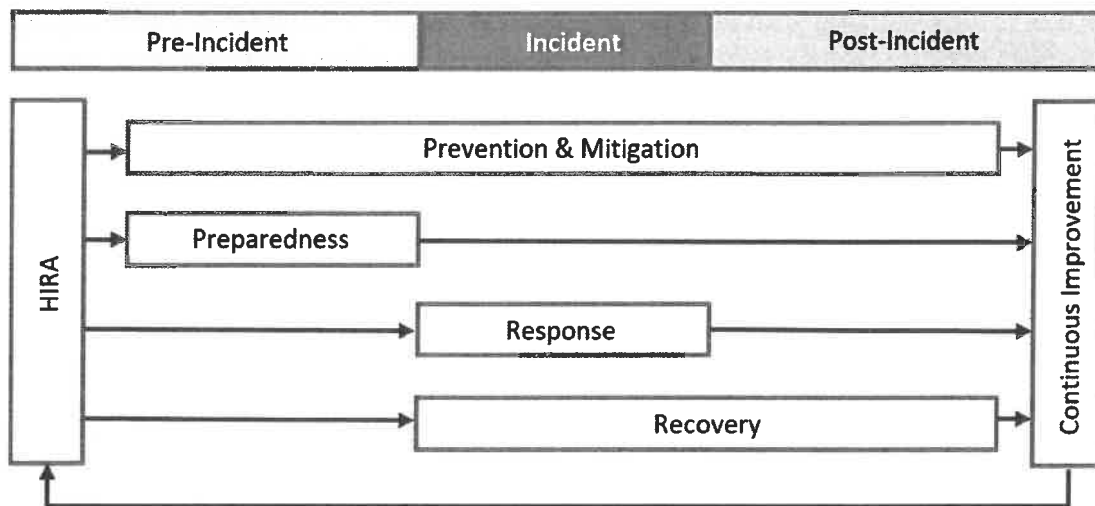 Pre-Incident
Incident
Post-Incident
HIRA
Prevention & Mitigation
Preparedness
Response
Recovery
Continuous Improvement